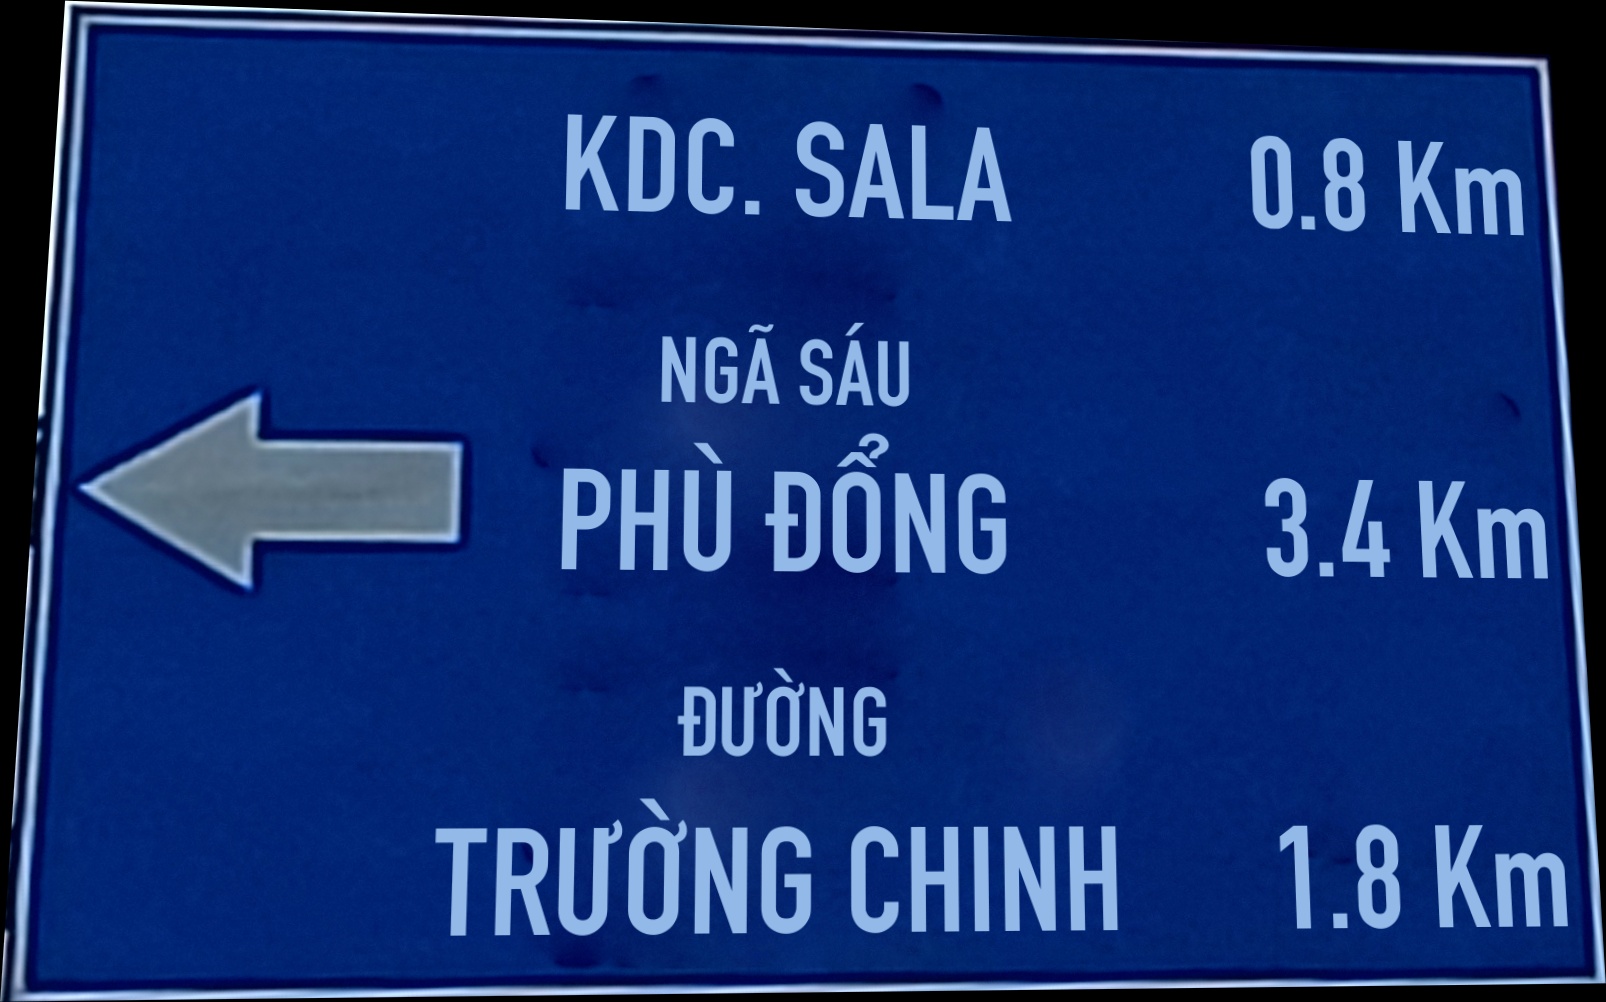 KDC. SALA 0.8 Km
NGÃ SÁU
PHÙ ĐỔNG 3.4 Km
ĐƯỜNG
TRƯỜNG CHINH 1.8 Km